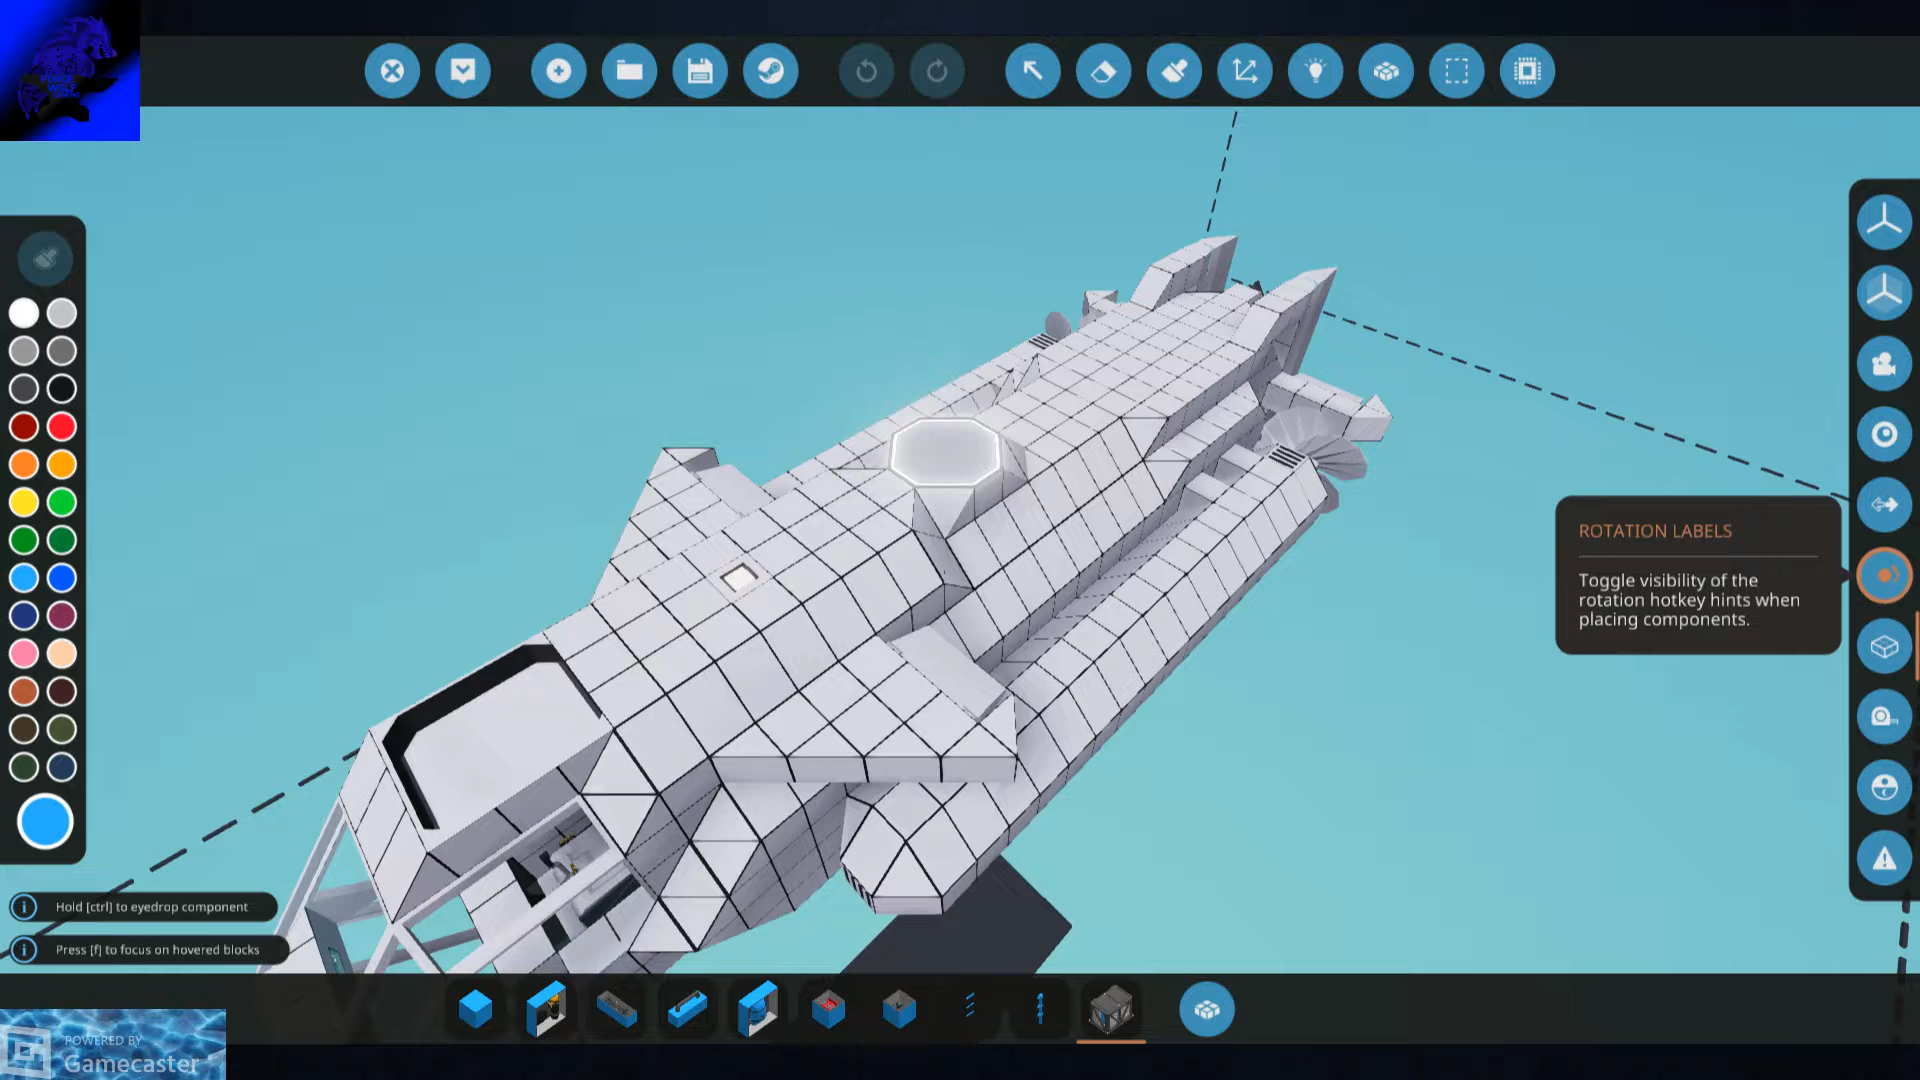 WOLF
ROTATION LABELS
Toggle visibility of the
rotation hotkey hints when
placing components.
Hold [ctrl] to eyedrop component
Press [f] to focus on hovered blocks
POWERED BY
Gamecaster